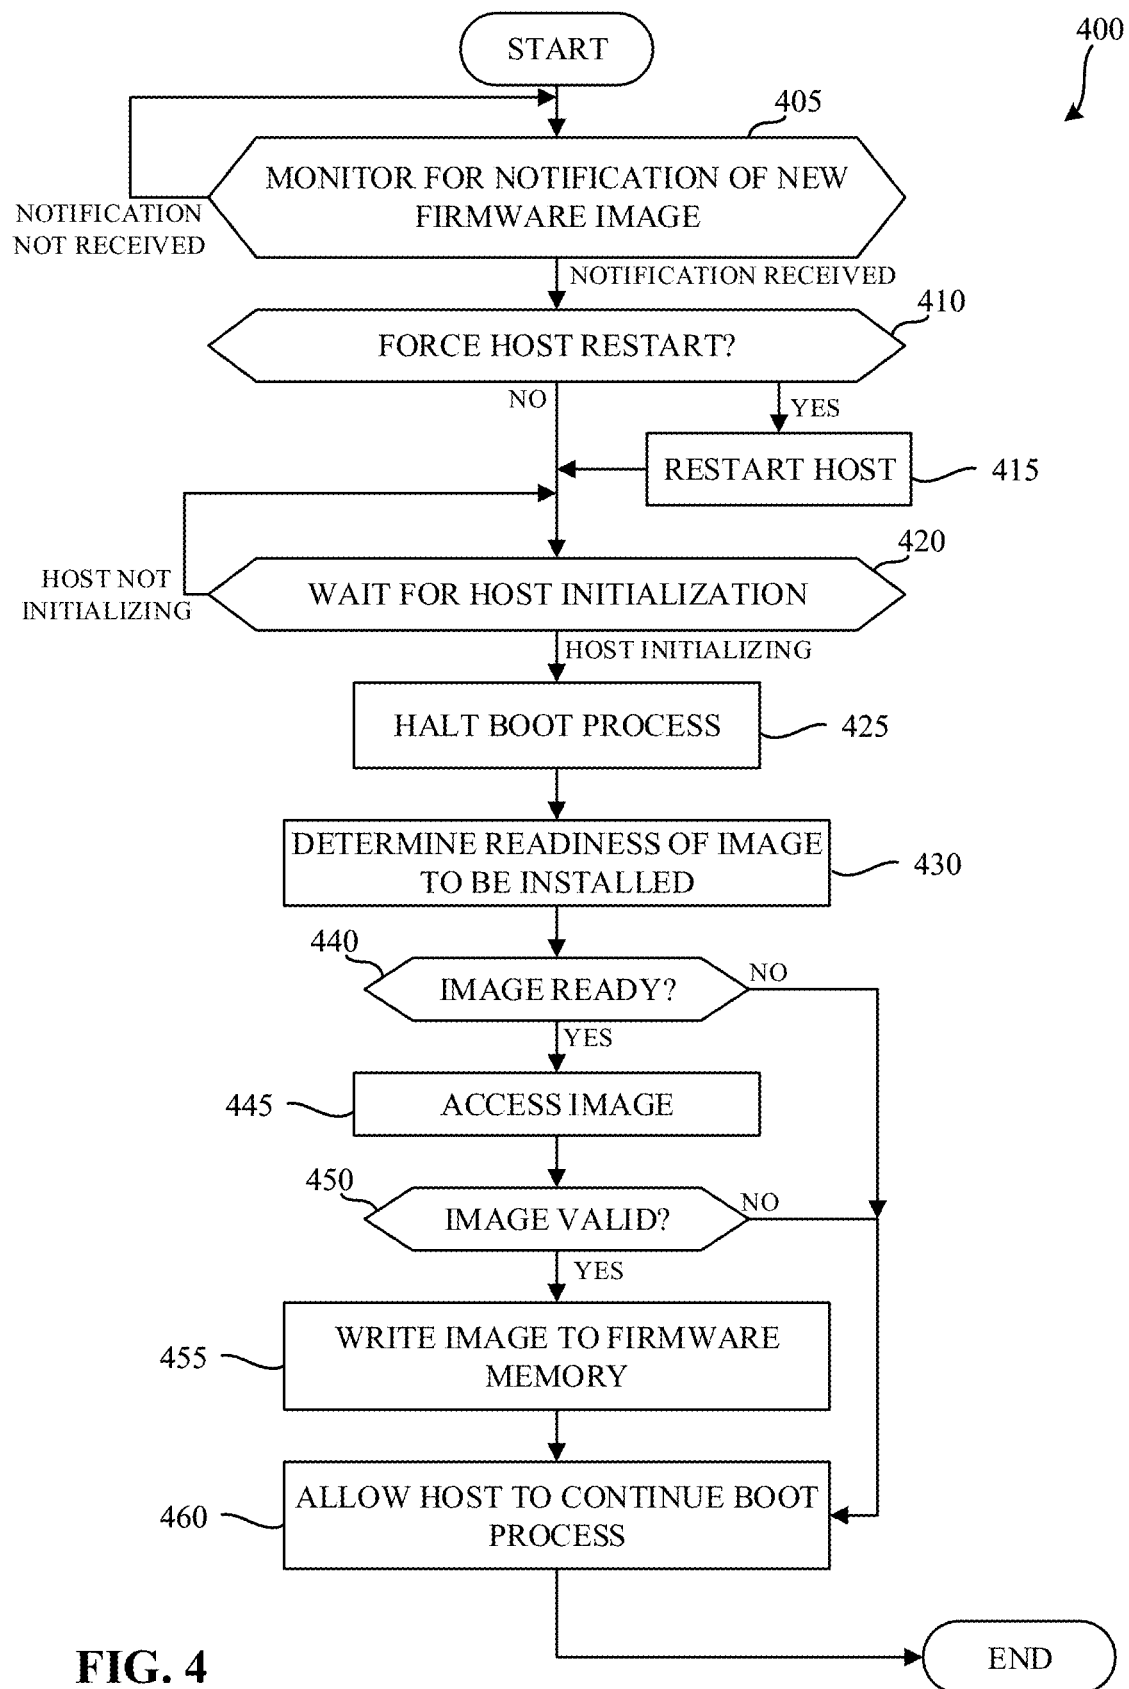 START
400
405
MONITOR FOR NOTIFICATION OF NEW
FIRMWARE IMAGE
NOTIFICATION
NOT RECEIVED
NOTIFICATION RECEIVED
410
FORCE HOST RESTART?
NO
YES
RESTART HOST
415
420
HOST NOT
INITIALIZING
WAIT FOR HOST INITIALIZATION
HOST INITIALIZING
HALT BOOT PROCESS
425
DETERMINE READINESS OF IMAGE
TO BE INSTALLED
430
440
IMAGE READY?
NO
YES
445
ACCESS IMAGE
450
IMAGE VALID?
NO
YES
455
WRITE IMAGE TO FIRMWARE
MEMORY
460
ALLOW HOST TO CONTINUE BOOT
PROCESS
FIG. 4
END